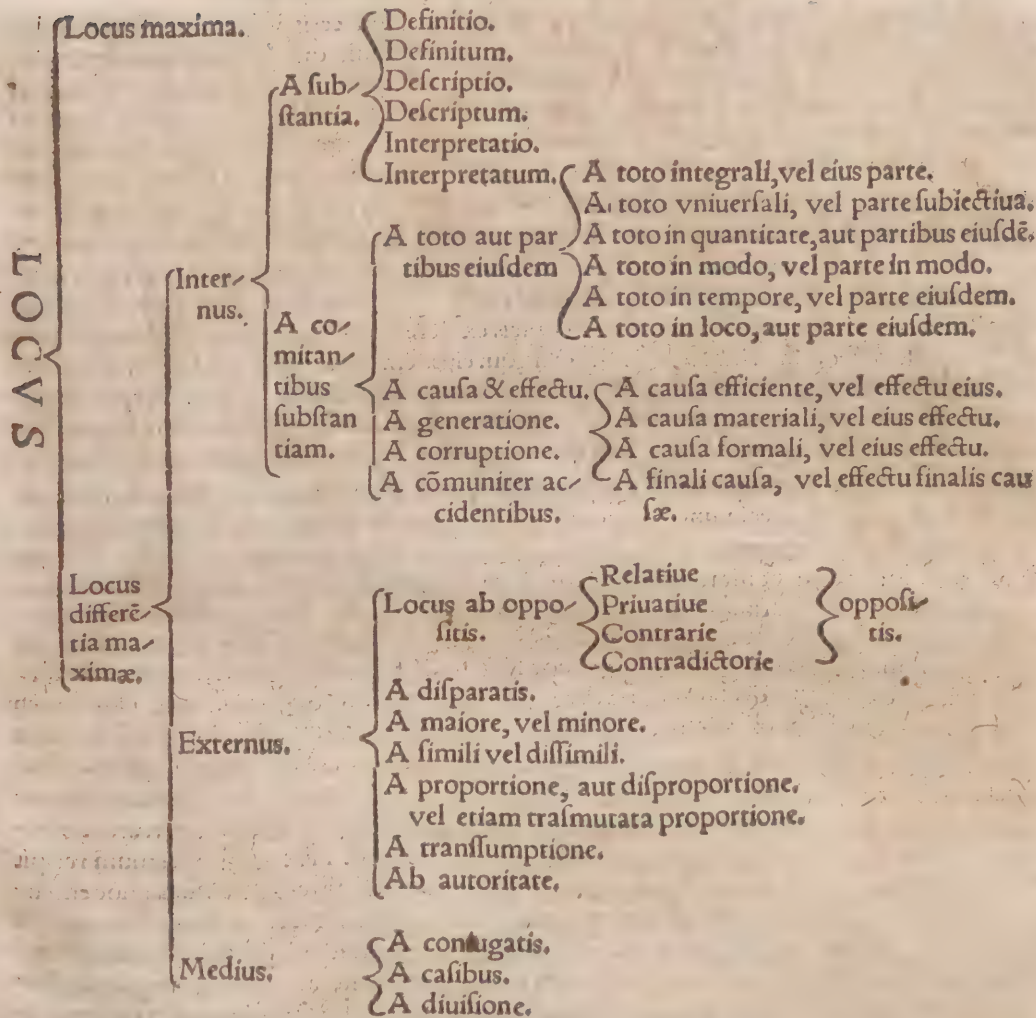 LOCVS
Locus maxima.
A sub-
stantia.
Definitio.
Definitum.
Descriptio.
Descriptum.
Interpretatio.
Interpretatum.
Inter-
nus.
A co-
mitan-
tibus
substan
tiam.
A toto aut par
tibus eiusdem
A toto integrali, vel eius parte.
A toto vniuersali, vel parte subiectiua.
A toto in quantitate, aut partibus eiusdē.
A toto in modo, vel parte in modo.
A toto in tempore, vel parte eiusdem.
A toto in loco, aut parte eiusdem.
A causa & effectu.
A generatione.
A corruptione.
A cōmuniter ac-
cidentibus.
A causa efficiente, vel effectu eius.
A causa materiali, vel eius effectu.
A causa formali, vel eius effectu.
A finali causa, vel effectu finalis cau
sæ.
Locus
differē-
tia ma-
ximæ.
Externus.
Locus ab oppo-
sitis.
Relatiue
Priuatiue
Contrarie
Contradictorie
opposi-
tis.
A disparatis.
A maiore, vel minore.
A simili vel dissimili.
A proportione, aut disproportione,
vel etiam trasmutata proportione.
A transsumptione.
Ab autoritate.
Medius.
A coniugatis.
A casibus.
A diuisione.